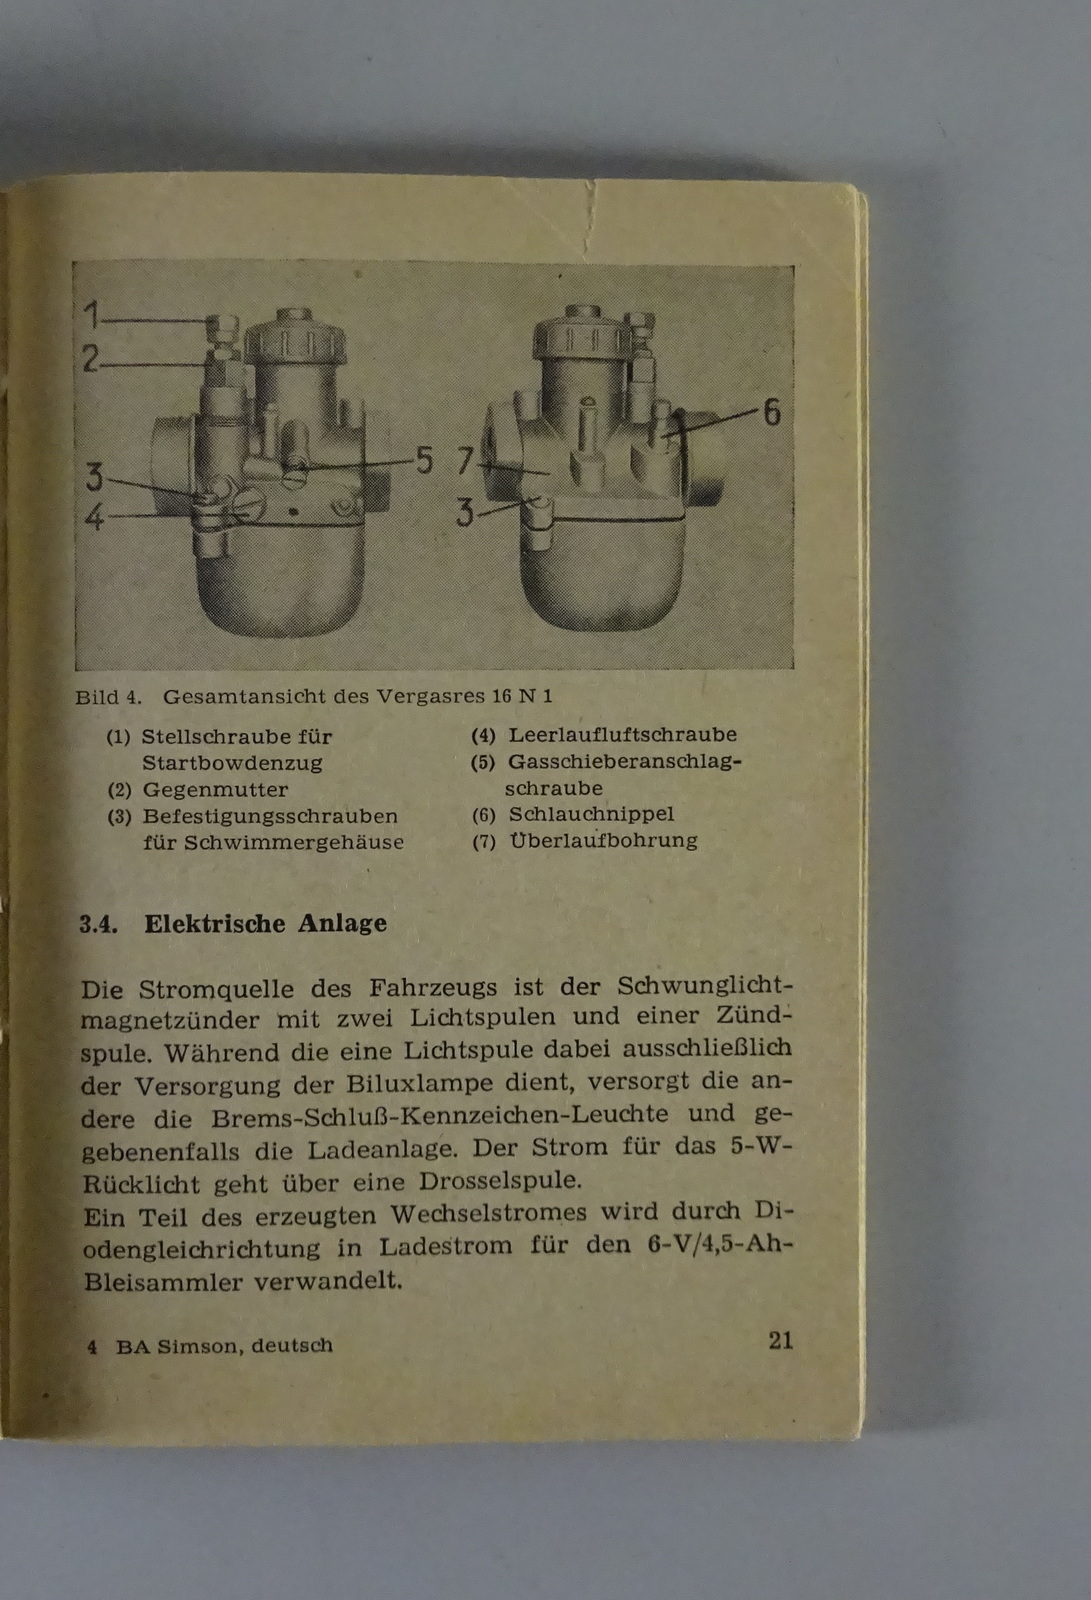 1
2
3
4
5
7
3
6
Bild 4. Gesamtansicht des Vergasres 16 N 1
(1) Stellschraube für
Startbowdenzug
(2) Gegenmutter
(3) Befestigungsschrauben
für Schwimmergehäuse
(4) Leerlaufluftschraube
(5) Gasschieberanschlag-
schraube
(6) Schlauchnippel
(7) Überlaufbohrung
3.4. Elektrische Anlage
Die Stromquelle des Fahrzeugs ist der Schwunglicht-
magnetzünder mit zwei Lichtspulen und einer Zünd-
spule. Während die eine Lichtspule dabei ausschließlich
der Versorgung der Biluxlampe dient, versorgt die an-
dere die Brems-Schluß-Kennzeichen-Leuchte und ge-
gebenenfalls die Ladeanlage. Der Strom für das 5-W-
Rücklicht geht über eine Drosselspule.
Ein Teil des erzeugten Wechselstromes wird durch Di-
odengleichrichtung in Ladestrom für den 6-V/4,5-Ah-
Bleisammler verwandelt.
4 BA Simson, deutsch
21